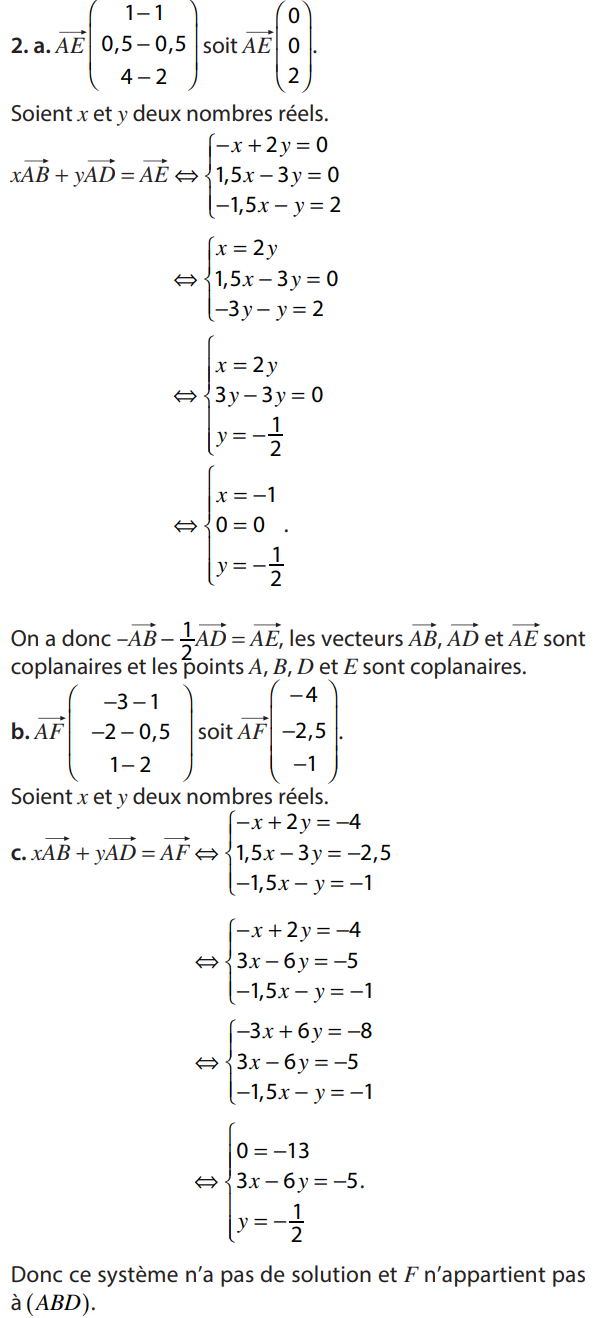 2. a. $\overrightarrow{AE}\begin{pmatrix} 1-1 \\ 0,5-0,5 \\ 4-2 \end{pmatrix}$ soit $\overrightarrow{AE}\begin{pmatrix} 0 \\ 0 \\ 2 \end{pmatrix}$.
Soient $x$ et $y$ deux nombres réels.
$x\overrightarrow{AB} + y\overrightarrow{AD} = \overrightarrow{AE} \Leftrightarrow \begin{cases} -x+2y=0 \\ 1,5x-3y=0 \\ -1,5x-y=2 \end{cases}$
$\Leftrightarrow \begin{cases} x=2y \\ 1,5x-3y=0 \\ -3y-y=2 \end{cases}$
$\Leftrightarrow \begin{cases} x=2y \\ 3y-3y=0 \\ y=-\frac{1}{2} \end{cases}$
$\Leftrightarrow \begin{cases} x=-1 \\ 0=0 \\ y=-\frac{1}{2} \end{cases}$.
On a donc $-\overrightarrow{AB} - \frac{1}{2}\overrightarrow{AD} = \overrightarrow{AE}$, les vecteurs $\overrightarrow{AB}$, $\overrightarrow{AD}$ et $\overrightarrow{AE}$ sont
coplanaires et les points $A$, $B$, $D$ et $E$ sont coplanaires.
b. $\overrightarrow{AF}\begin{pmatrix} -3-1 \\ -2-0,5 \\ 1-2 \end{pmatrix}$ soit $\overrightarrow{AF}\begin{pmatrix} -4 \\ -2,5 \\ -1 \end{pmatrix}$.
Soient $x$ et $y$ deux nombres réels.
c. $x\overrightarrow{AB} + y\overrightarrow{AD} = \overrightarrow{AF} \Leftrightarrow \begin{cases} -x+2y=-4 \\ 1,5x-3y=-2,5 \\ -1,5x-y=-1 \end{cases}$
$\Leftrightarrow \begin{cases} -x+2y=-4 \\ 3x-6y=-5 \\ -1,5x-y=-1 \end{cases}$
$\Leftrightarrow \begin{cases} -3x+6y=-8 \\ 3x-6y=-5 \\ -1,5x-y=-1 \end{cases}$
$\Leftrightarrow \begin{cases} 0=-13 \\ 3x-6y=-5. \\ y=-\frac{1}{2} \end{cases}$
Donc ce système n'a pas de solution et $F$ n'appartient pas
à $(ABD)$.